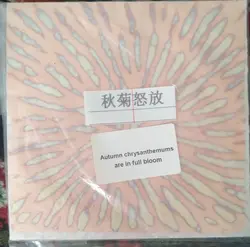 秋菊怒放
Autumn chrysanthemums
are in full bloom